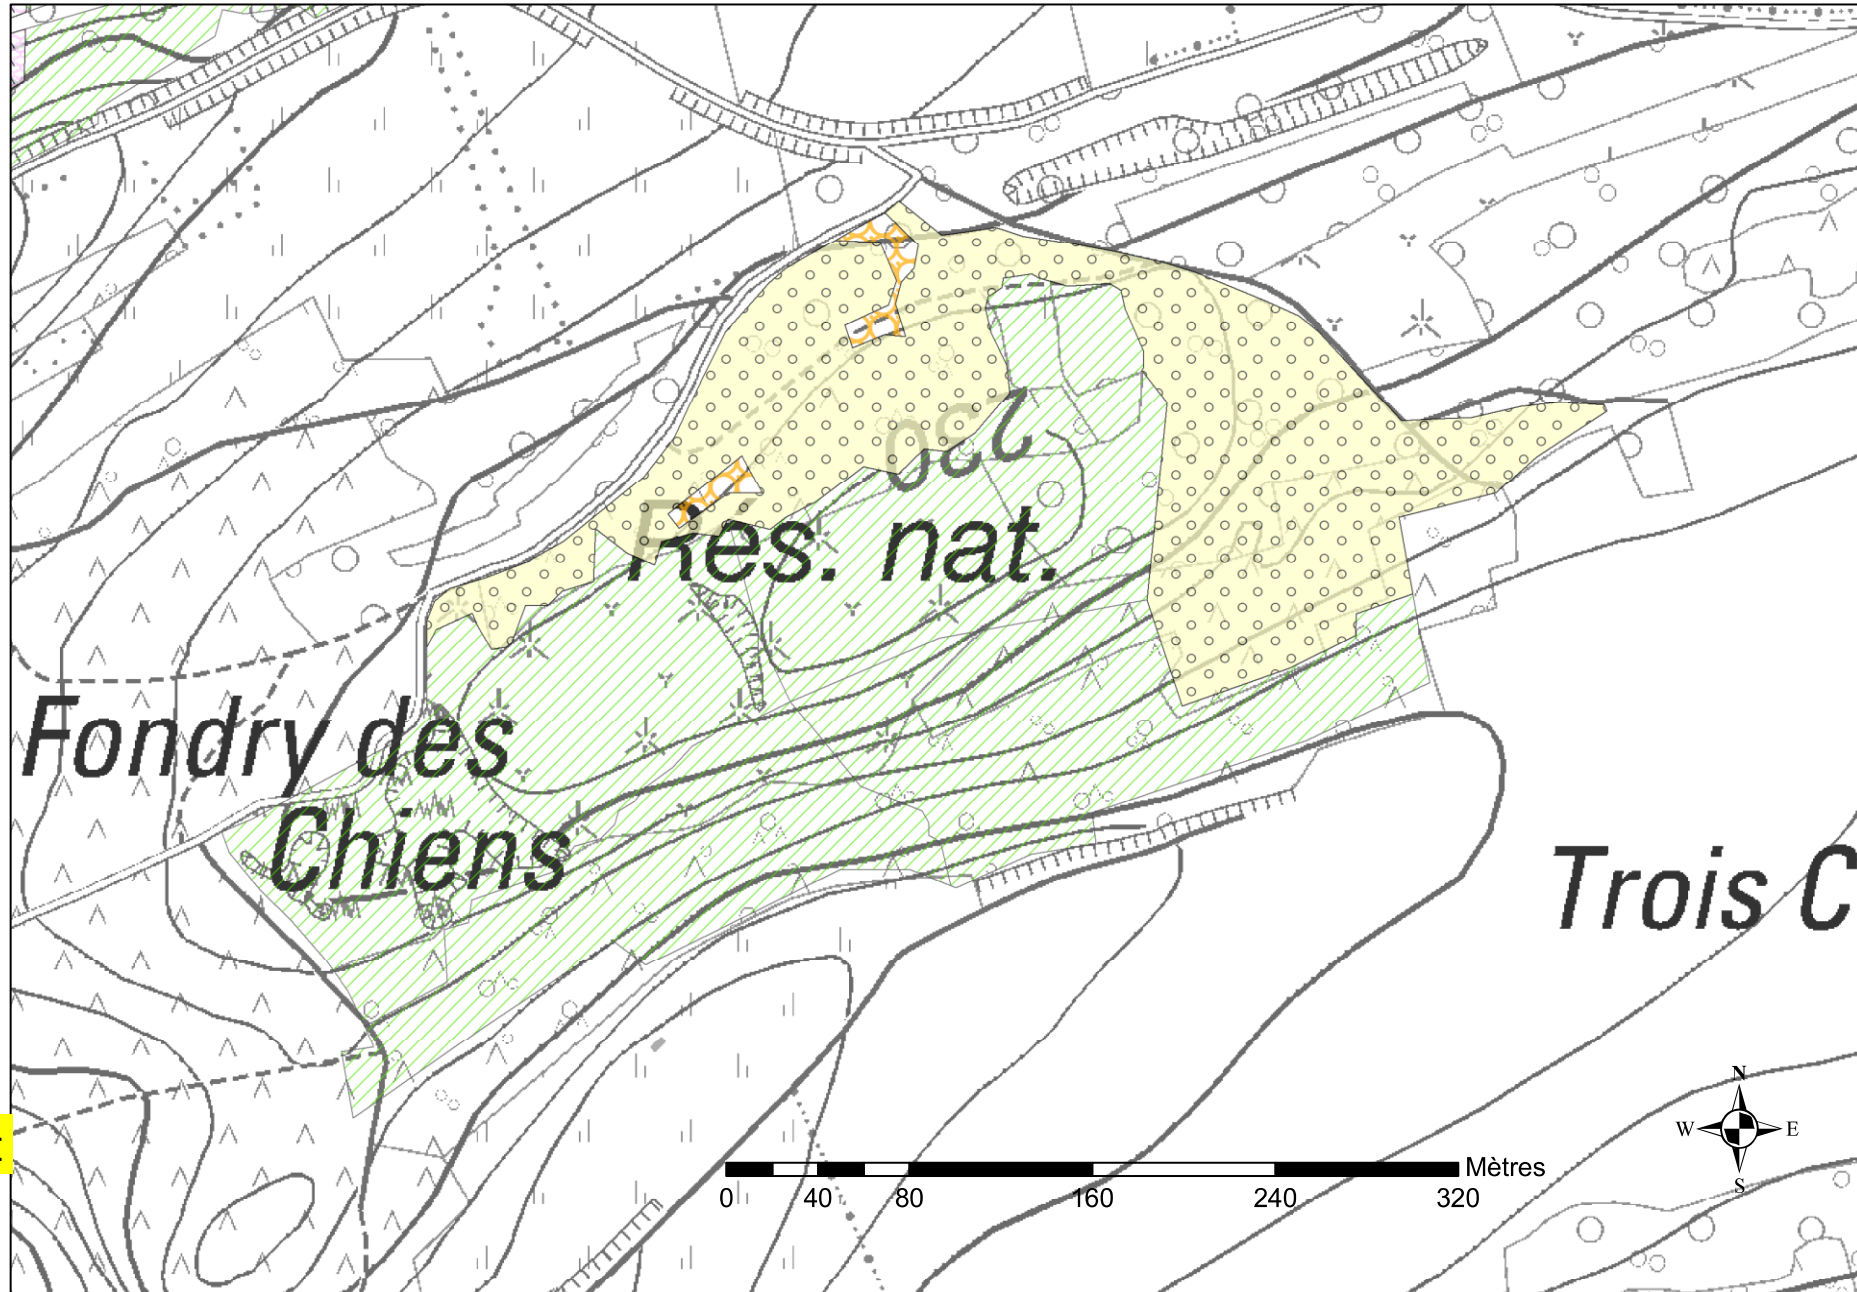 230
Rés. nat.
Fondry des
Chiens
Trois C
N
W E
S
Mètres
0 40 80 160 240 320